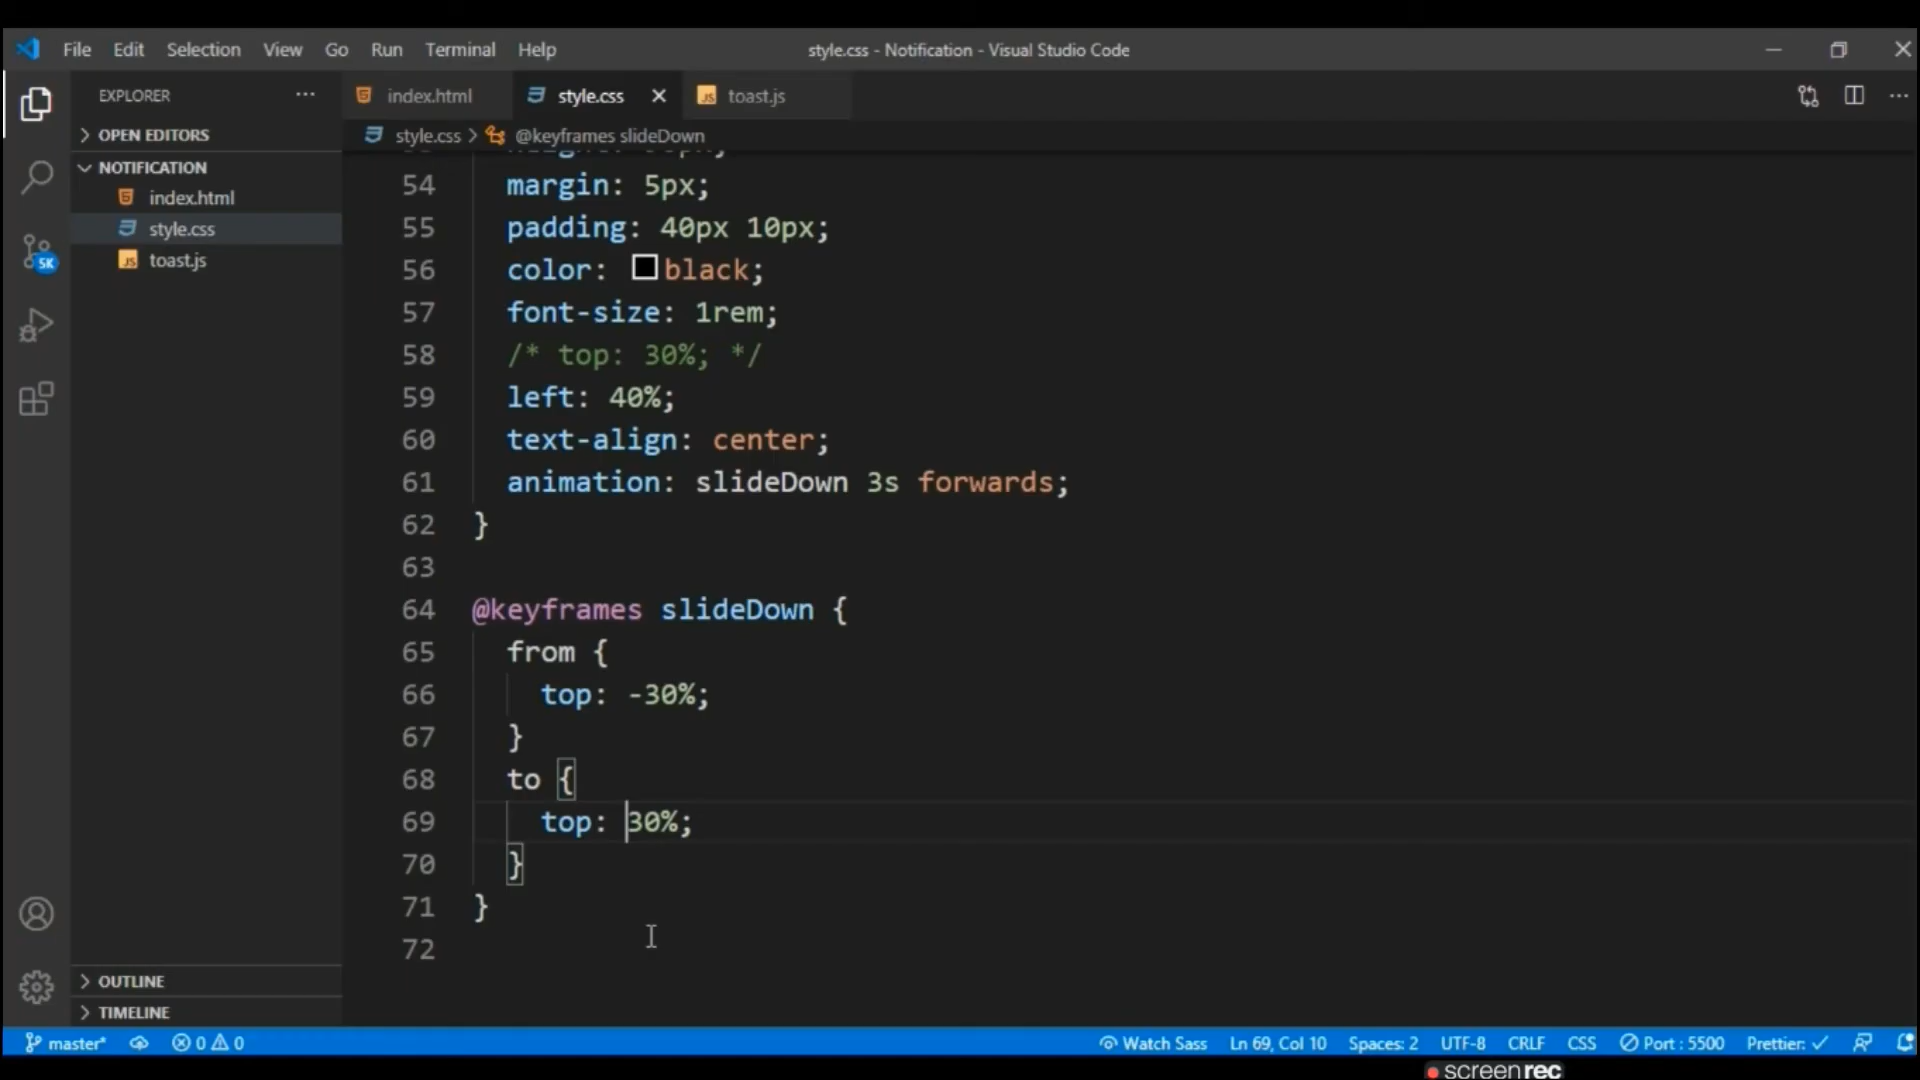 File Edit Selection View Go Run Terminal Help
style.css - Notification - Visual Studio Code
EXPLORER
index.html
style.css
JS toast.js
OPEN EDITORS
style.css > @keyframes slideDown
NOTIFICATION
index.html
style.css
JS toast.js
5K
54 margin: 5px;
55 padding: 40px 10px;
56 color: black;
57 font-size: 1rem;
58 /* top: 30%; */
59 left: 40%;
60 text-align: center;
61 animation: slideDown 3s forwards;
62 }
63
64 @keyframes slideDown {
65 from {
66 top: -30%;
67 }
68 to {
69 top: 30%;
70 }
71 }
72
OUTLINE
TIMELINE
master* 0 0 Watch Sass Ln 69, Col 10 Spaces: 2 UTF-8 CRLF CSS Port : 5500 Prettier: ✓
screenrec